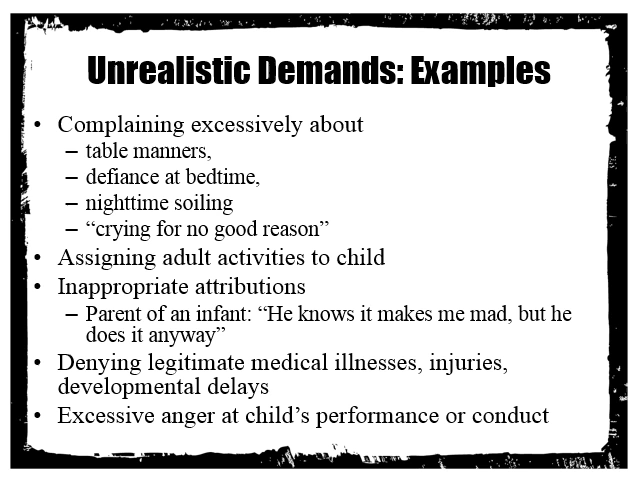 Unrealistic Demands: Examples
• Complaining excessively about
– table manners,
– defiance at bedtime,
– nighttime soiling
– “crying for no good reason”
• Assigning adult activities to child
• Inappropriate attributions
– Parent of an infant: “He knows it makes me mad, but he
does it anyway”
• Denying legitimate medical illnesses, injuries,
developmental delays
• Excessive anger at child’s performance or conduct